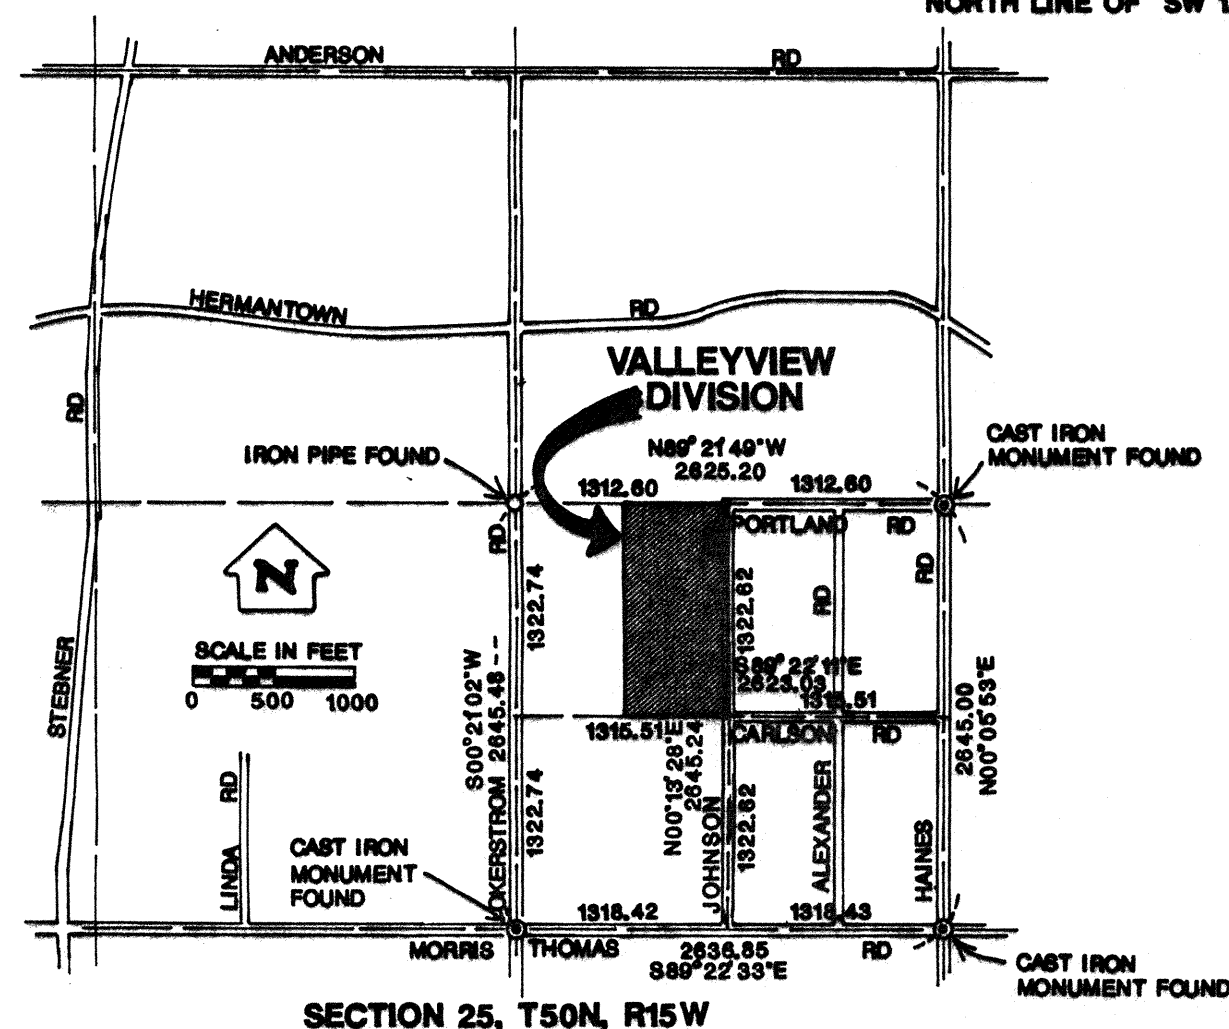 NORTH LINE OF SW 1
ANDERSON RD
HERMANTOWN RD
VALLEYVIEW
DIVISION
N89° 21' 49" W
2625.20
CAST IRON
MONUMENT FOUND
IRON PIPE FOUND
1312.60
1312.60
PORTLAND RD
RD
RD
RD
RD
N
1322.74
1322.62
SCALE IN FEET
0 500 1000
S89° 22' 11" E
2623.03
1315.51
1315.51
CARLSON RD
STEBNER
S00° 21' 02" W
2645.48
N00° 13' 28" E
2645.24
2645.00
N00° 05' 53" E
1322.74
1322.62
LINDA RD
JOHNSON
ALEXANDER
HAINES
CAST IRON
MONUMENT
FOUND
1318.42
1318.43
MORRIS THOMAS RD
2636.85
S89° 22' 33" E
CAST IRON
MONUMENT FOUND
SECTION 25, T50N, R15W